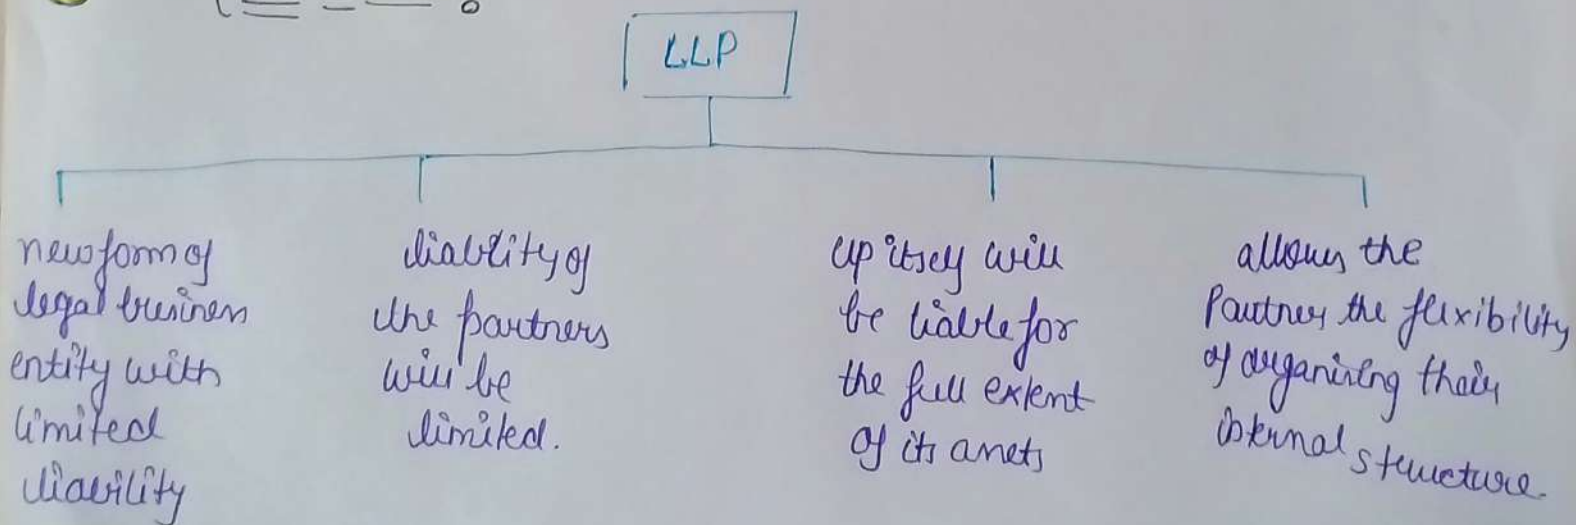 LLP
new form of
legal business
entity with
limited
liability
liability of
the partners
will be
limited.
LLP itself will
be liable for
the full extent
of its assets
allows the
Partners the flexibility
of organising their
internal structure.